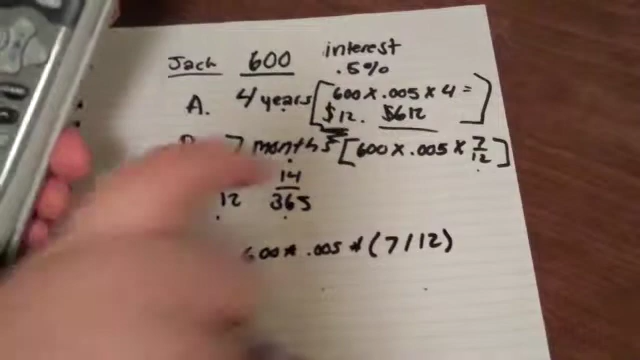 Jach 600 interest
.5%
A. 4 years [600 x .005 x 4 =
$12. $612]
7 months [600 x .005 x 7/12]
14/365
12
600 * .005 * (7/12)